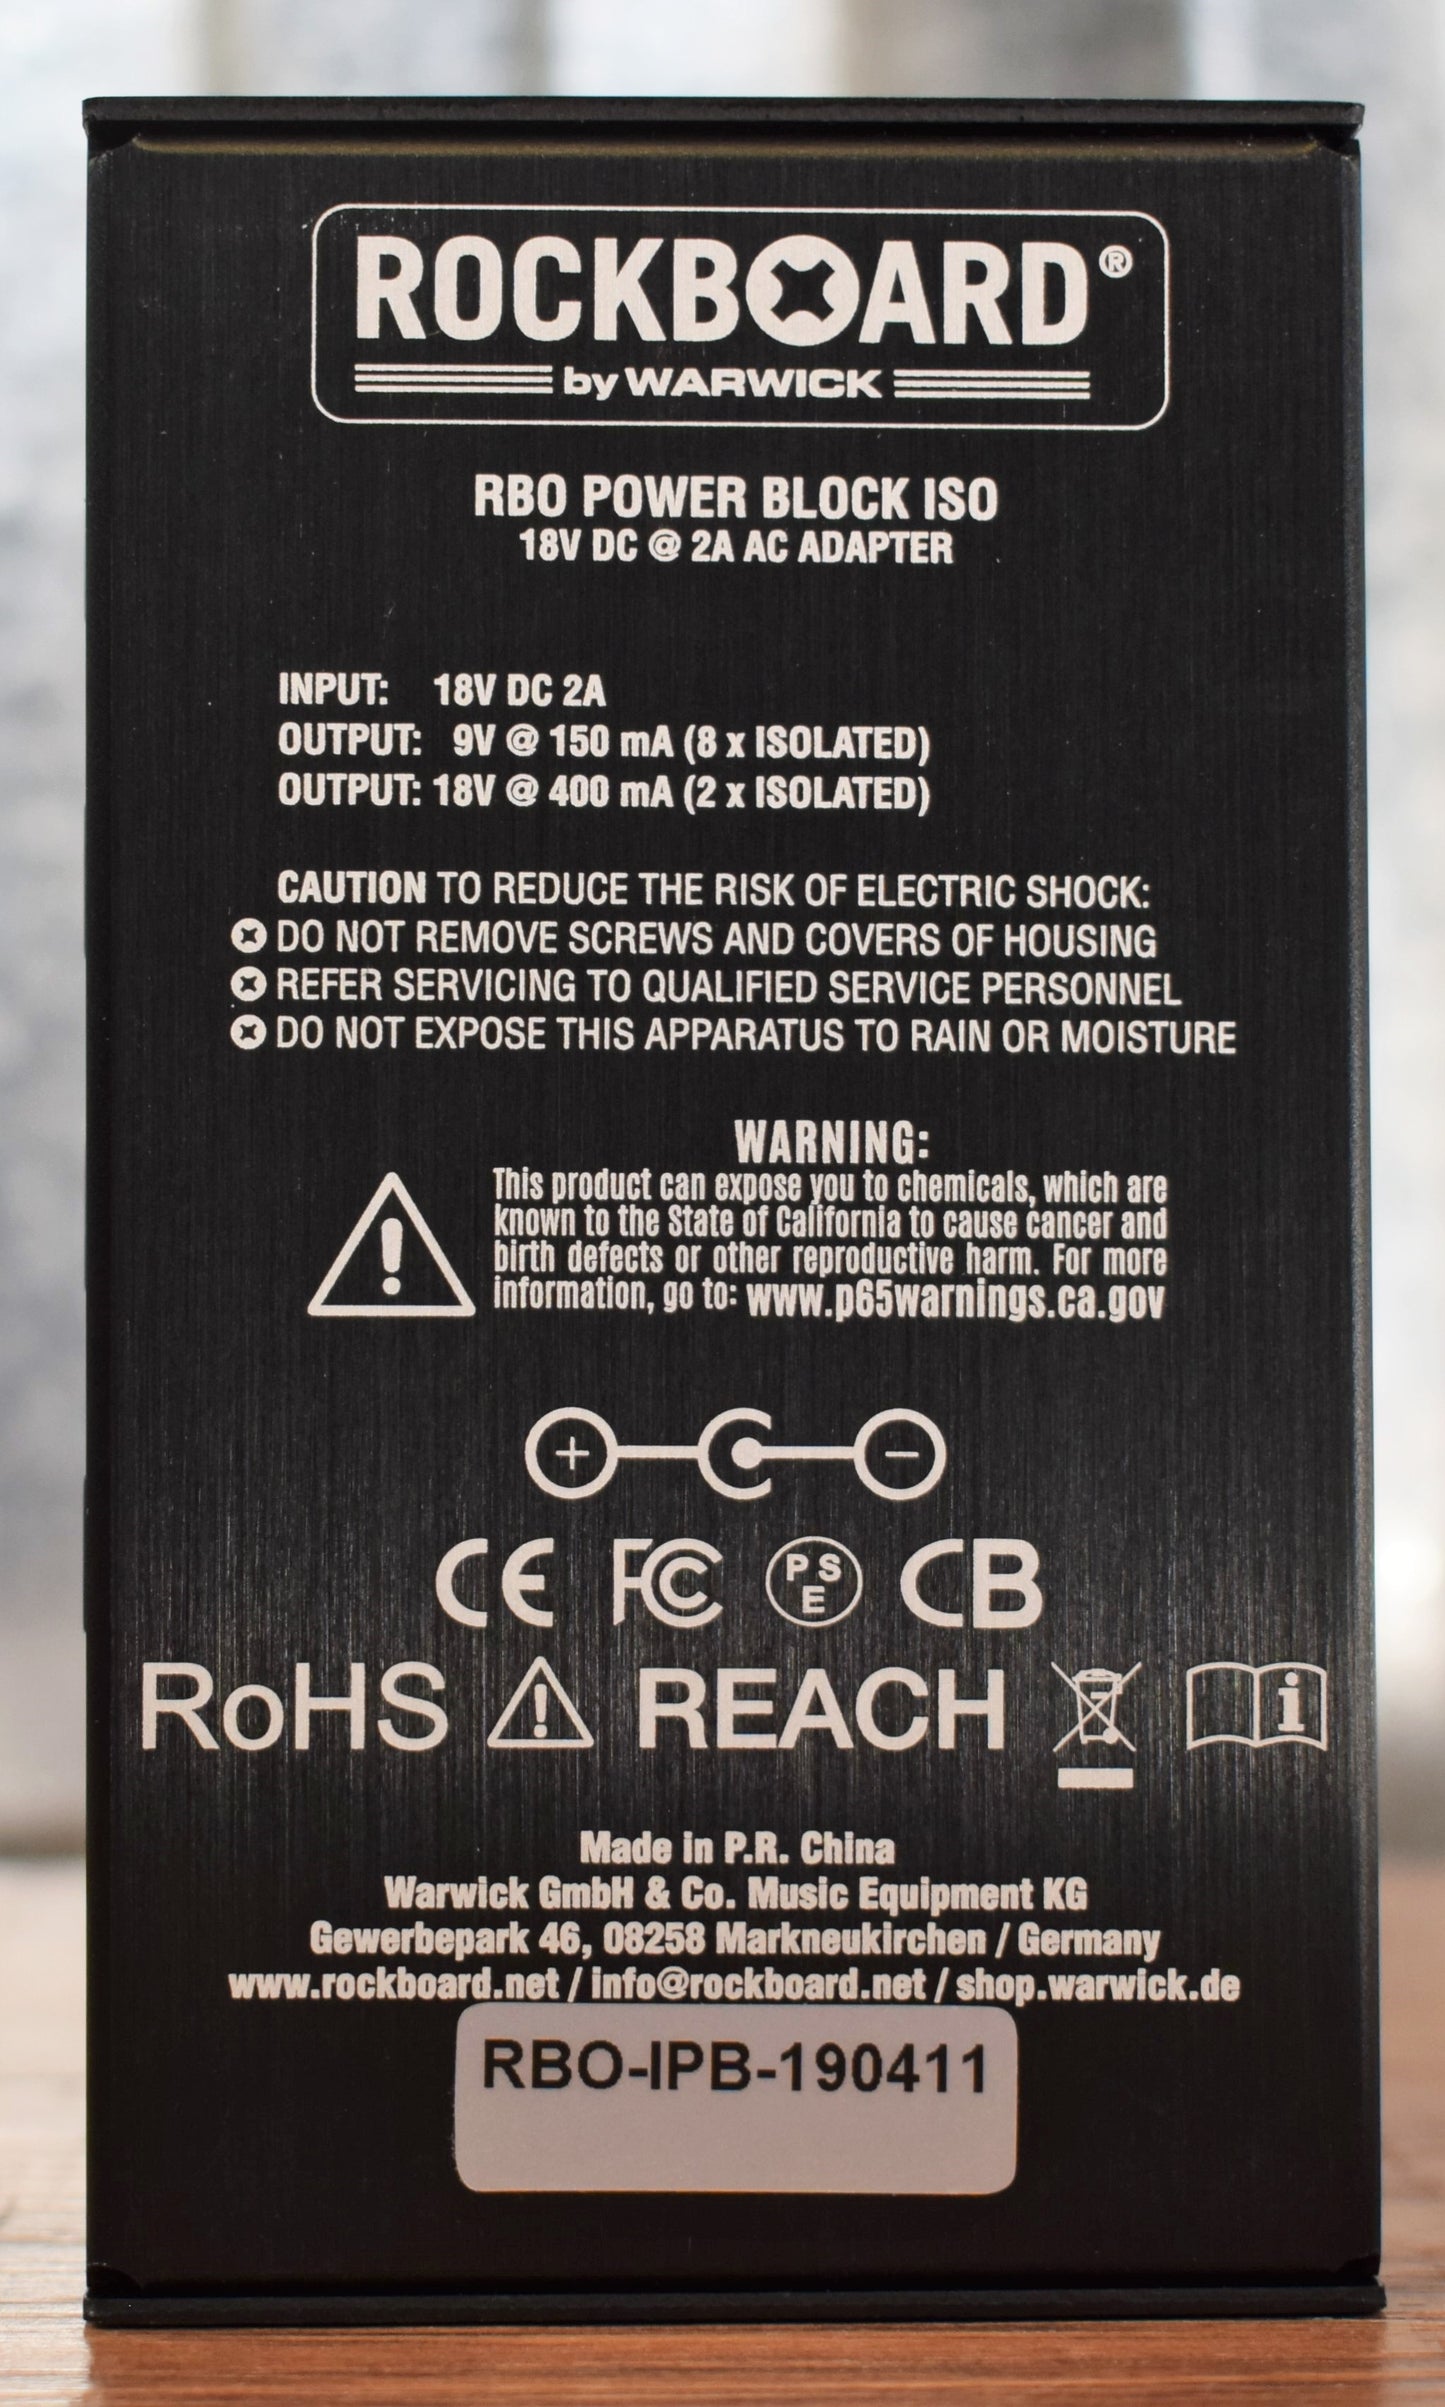 ROCKBOARD®
by WARWICK
RBO POWER BLOCK ISO
18V DC @ 2A AC ADAPTER
INPUT: 18V DC 2A
OUTPUT: 9V @ 150 mA (8 x ISOLATED)
OUTPUT: 18V @ 400 mA (2 x ISOLATED)
CAUTION TO REDUCE THE RISK OF ELECTRIC SHOCK:
DO NOT REMOVE SCREWS AND COVERS OF HOUSING
REFER SERVICING TO QUALIFIED SERVICE PERSONNEL
DO NOT EXPOSE THIS APPARATUS TO RAIN OR MOISTURE
WARNING:
This product can expose you to chemicals, which are
known to the State of California to cause cancer and
birth defects or other reproductive harm. For more
information, go to: www.p65warnings.ca.gov
+ −
CE FC PSE CB
RoHS ! REACH i
Made in P.R. China
Warwick GmbH & Co. Music Equipment KG
Gewerbepark 46, 08258 Markneukirchen / Germany
www.rockboard.net / info@rockboard.net / shop.warwick.de
RBO-IPB-190411